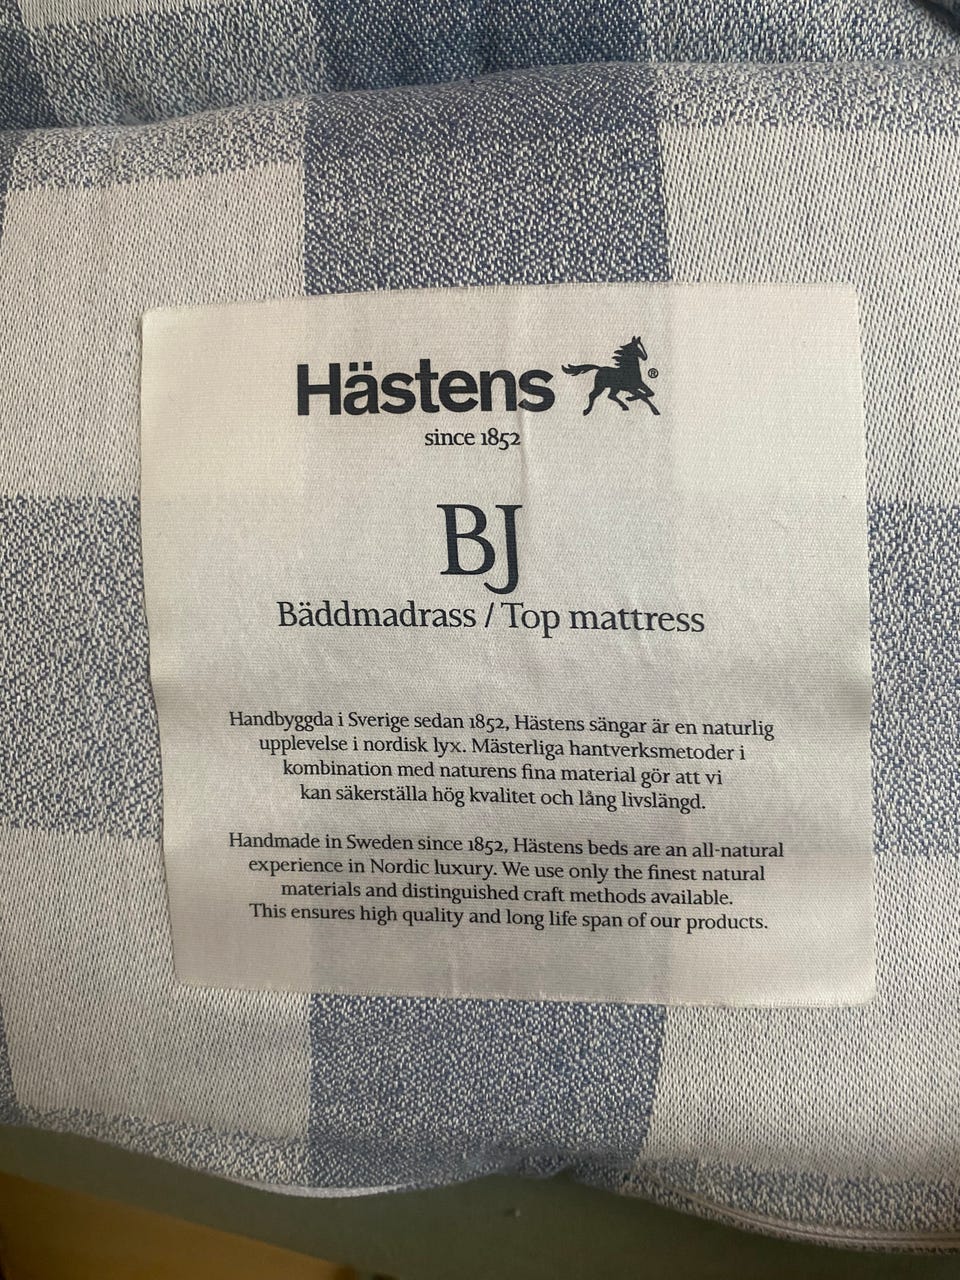 Hästens ®
since 1852
BJ
Bäddmadrass / Top mattress
Handbyggda i Sverige sedan 1852, Hästens sängar är en naturlig
upplevelse i nordisk lyx. Mästerliga hantverksmetoder i
kombination med naturens fina material gör att vi
kan säkerställa hög kvalitet och lång livslängd.
Handmade in Sweden since 1852, Hästens beds are an all-natural
experience in Nordic luxury. We use only the finest natural
materials and distinguished craft methods available.
This ensures high quality and long life span of our products.